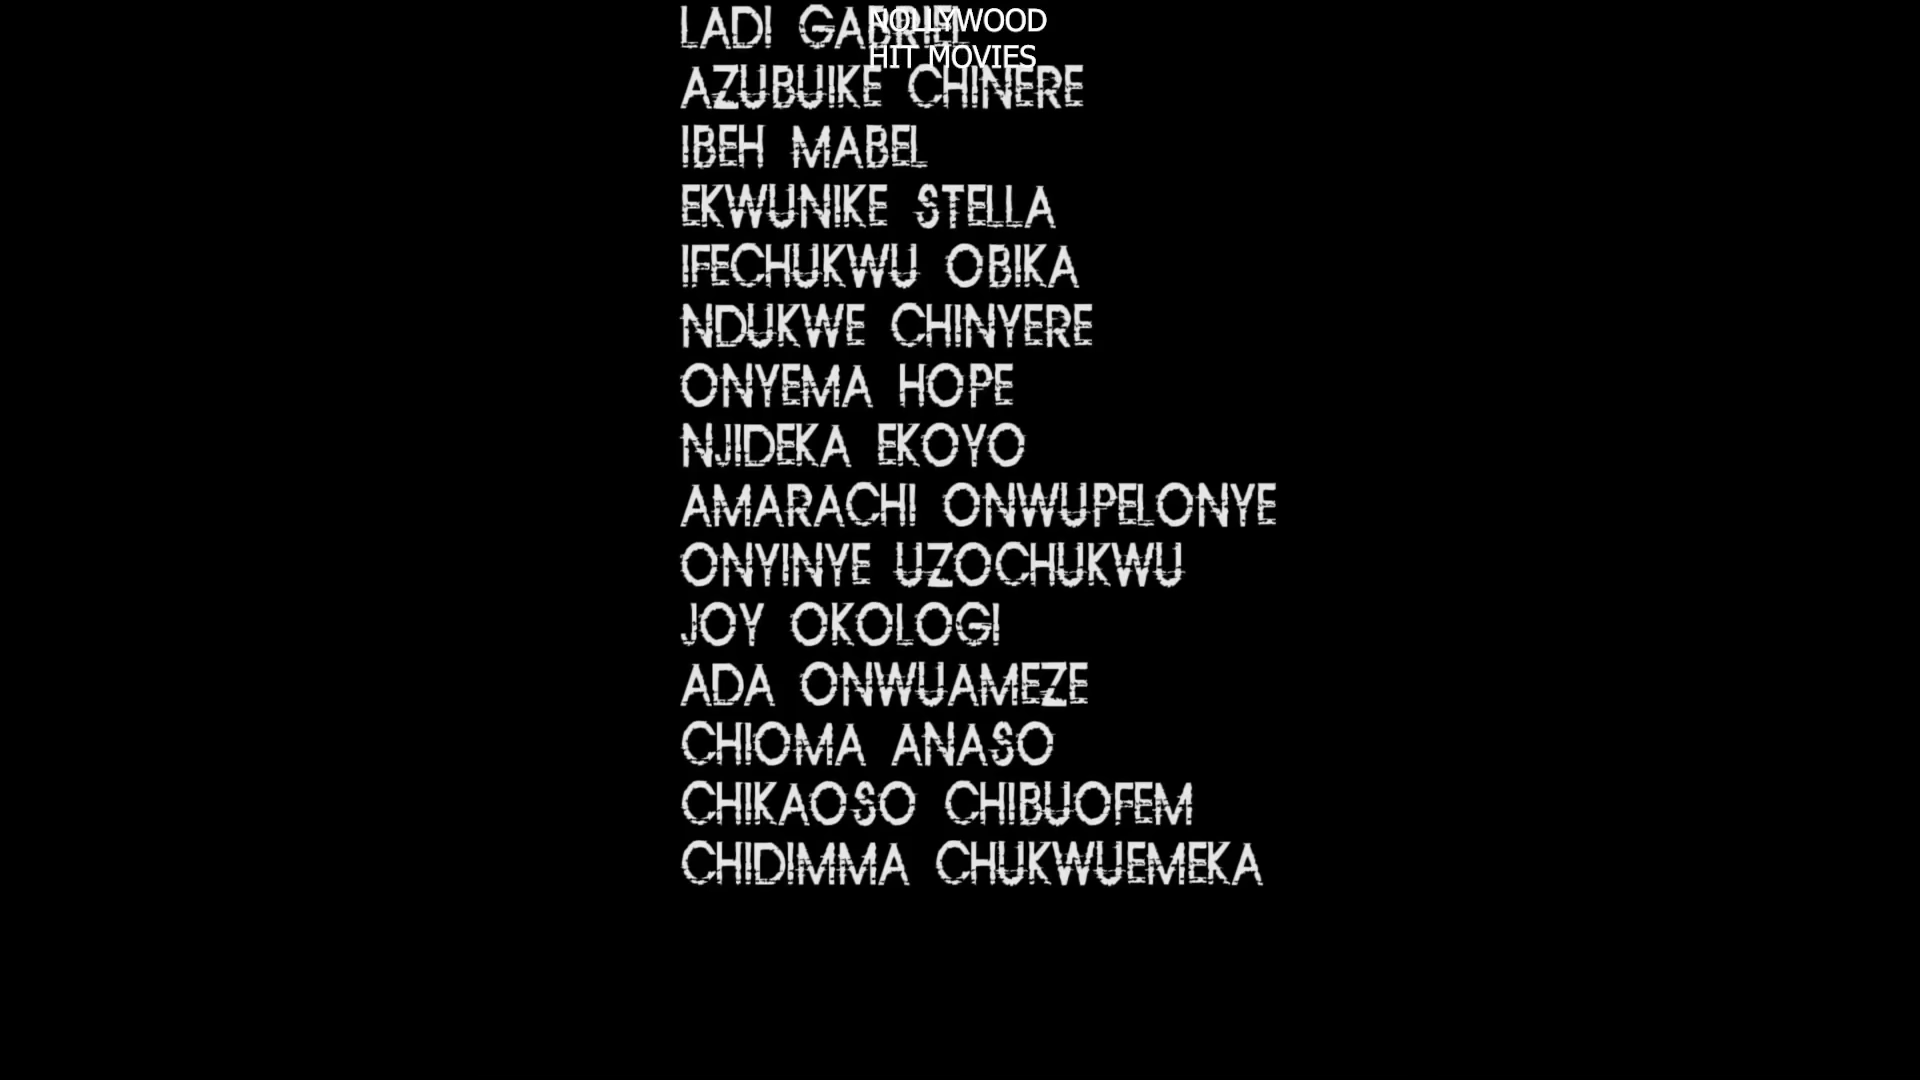 LADI GABRIEL
NOLLYWOOD
HIT MOVIES
AZUBUIKE CHINERE
IBEH MABEL
EKWUNIKE STELLA
IFECHUKWU OBIKA
NDUKWE CHINYERE
ONYEMA HOPE
NJIDEKA EKOYO
AMARACHI ONWUPELONYE
ONYINYE UZOCHUKWU
JOY OKOLOGI
ADA ONWUAMEZE
CHIOMA ANASO
CHIKAOSO CHIBUOFEM
CHIDIMMA CHUKWUEMEKA